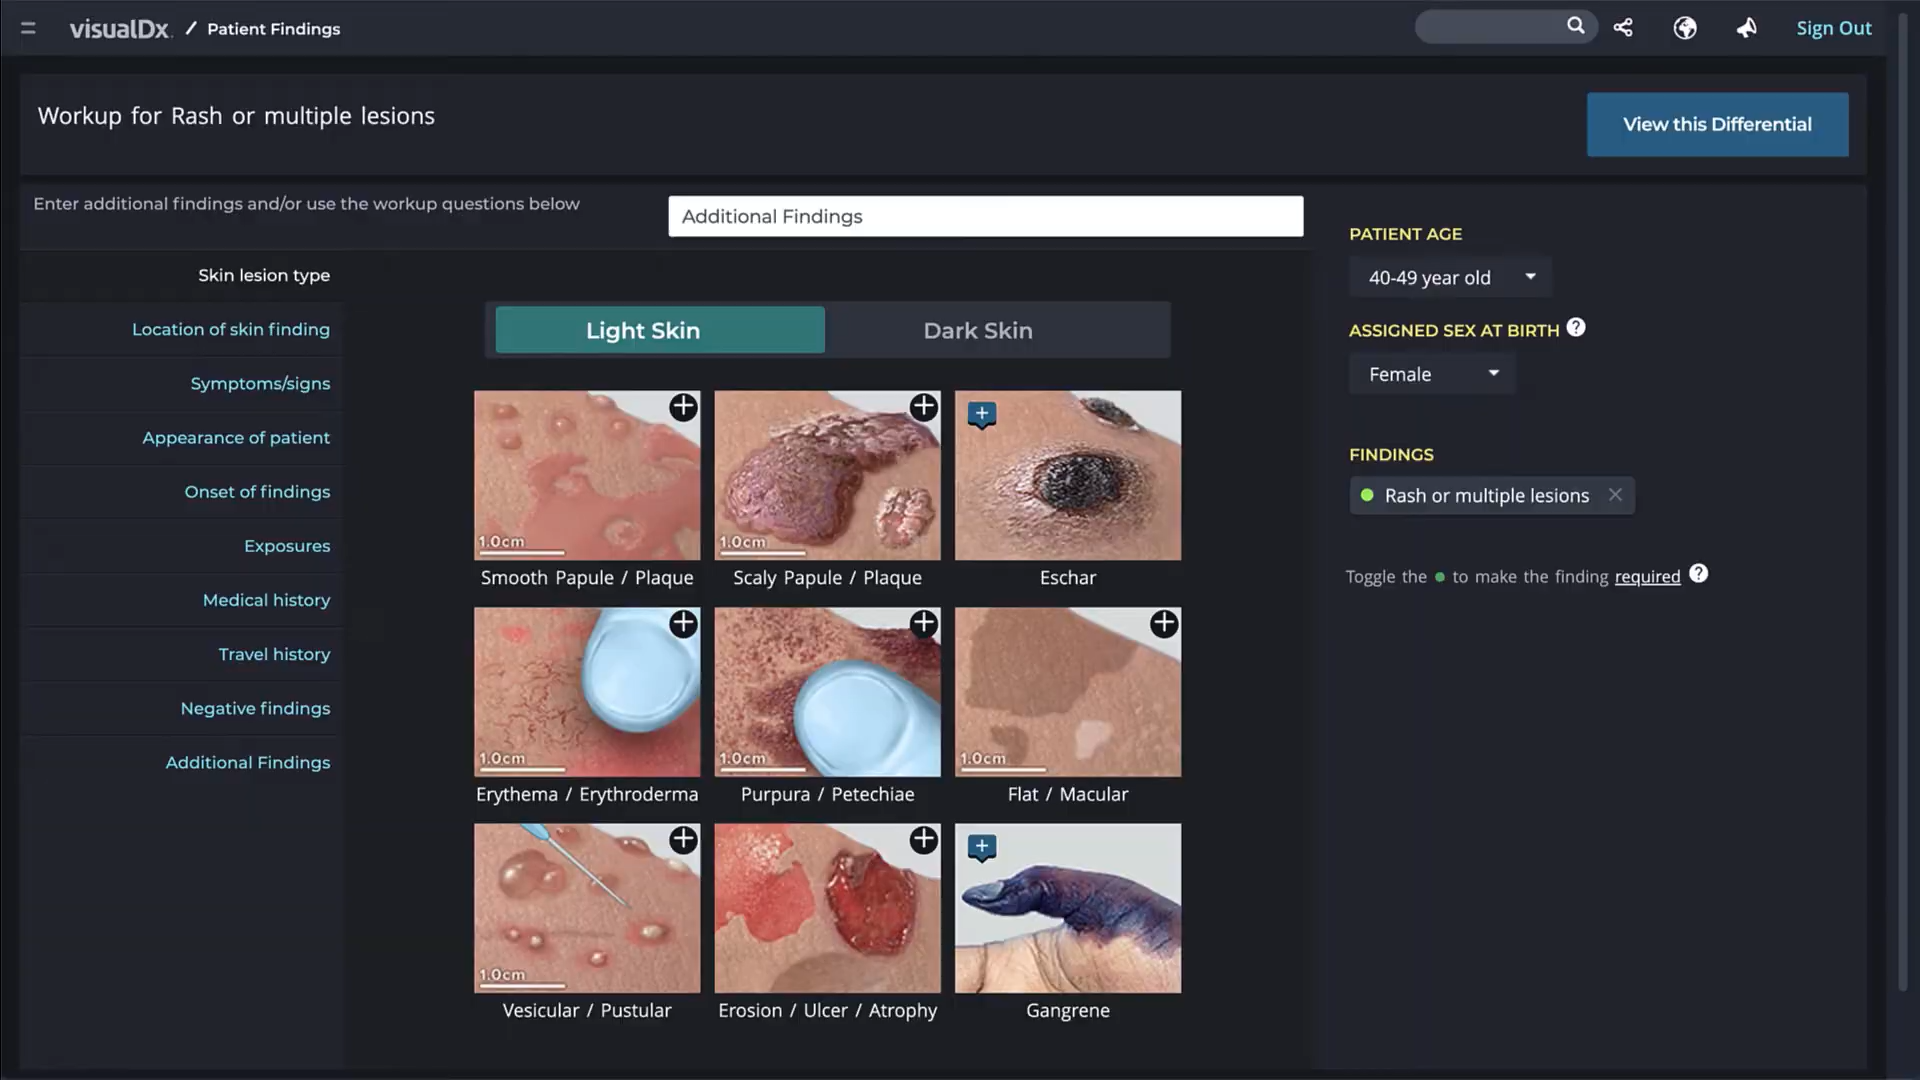 visualDx. / Patient Findings
Sign Out
Workup for Rash or multiple lesions
View this Differential
Enter additional findings and/or use the workup questions below
Additional Findings
Skin lesion type
Location of skin finding
Symptoms/signs
Appearance of patient
Onset of findings
Exposures
Medical history
Travel history
Negative findings
Additional Findings
Light Skin
Dark Skin
1.0cm
1.0cm
Smooth Papule / Plaque
Scaly Papule / Plaque
Eschar
1.0cm
1.0cm
1.0cm
Erythema / Erythroderma
Purpura / Petechiae
Flat / Macular
1.0cm
Vesicular / Pustular
Erosion / Ulcer / Atrophy
Gangrene
PATIENT AGE
40-49 year old
ASSIGNED SEX AT BIRTH ?
Female
FINDINGS
Rash or multiple lesions
Toggle the ● to make the finding required ?